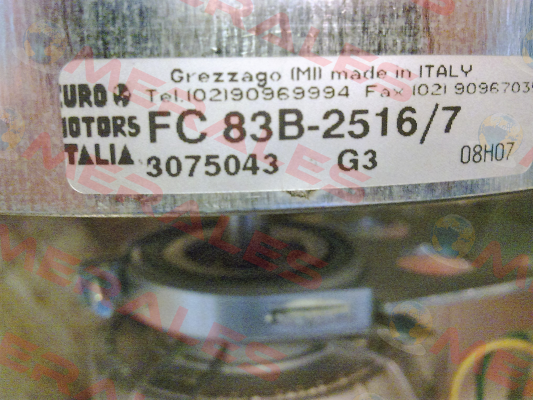 Grezzago (MI) made in ITALY
EURO Tel.(02)90969994 Fax (02) 9096703
MOTORS FC 83B-2516/7
ITALIA 3075043 G3 08H07
MERALES